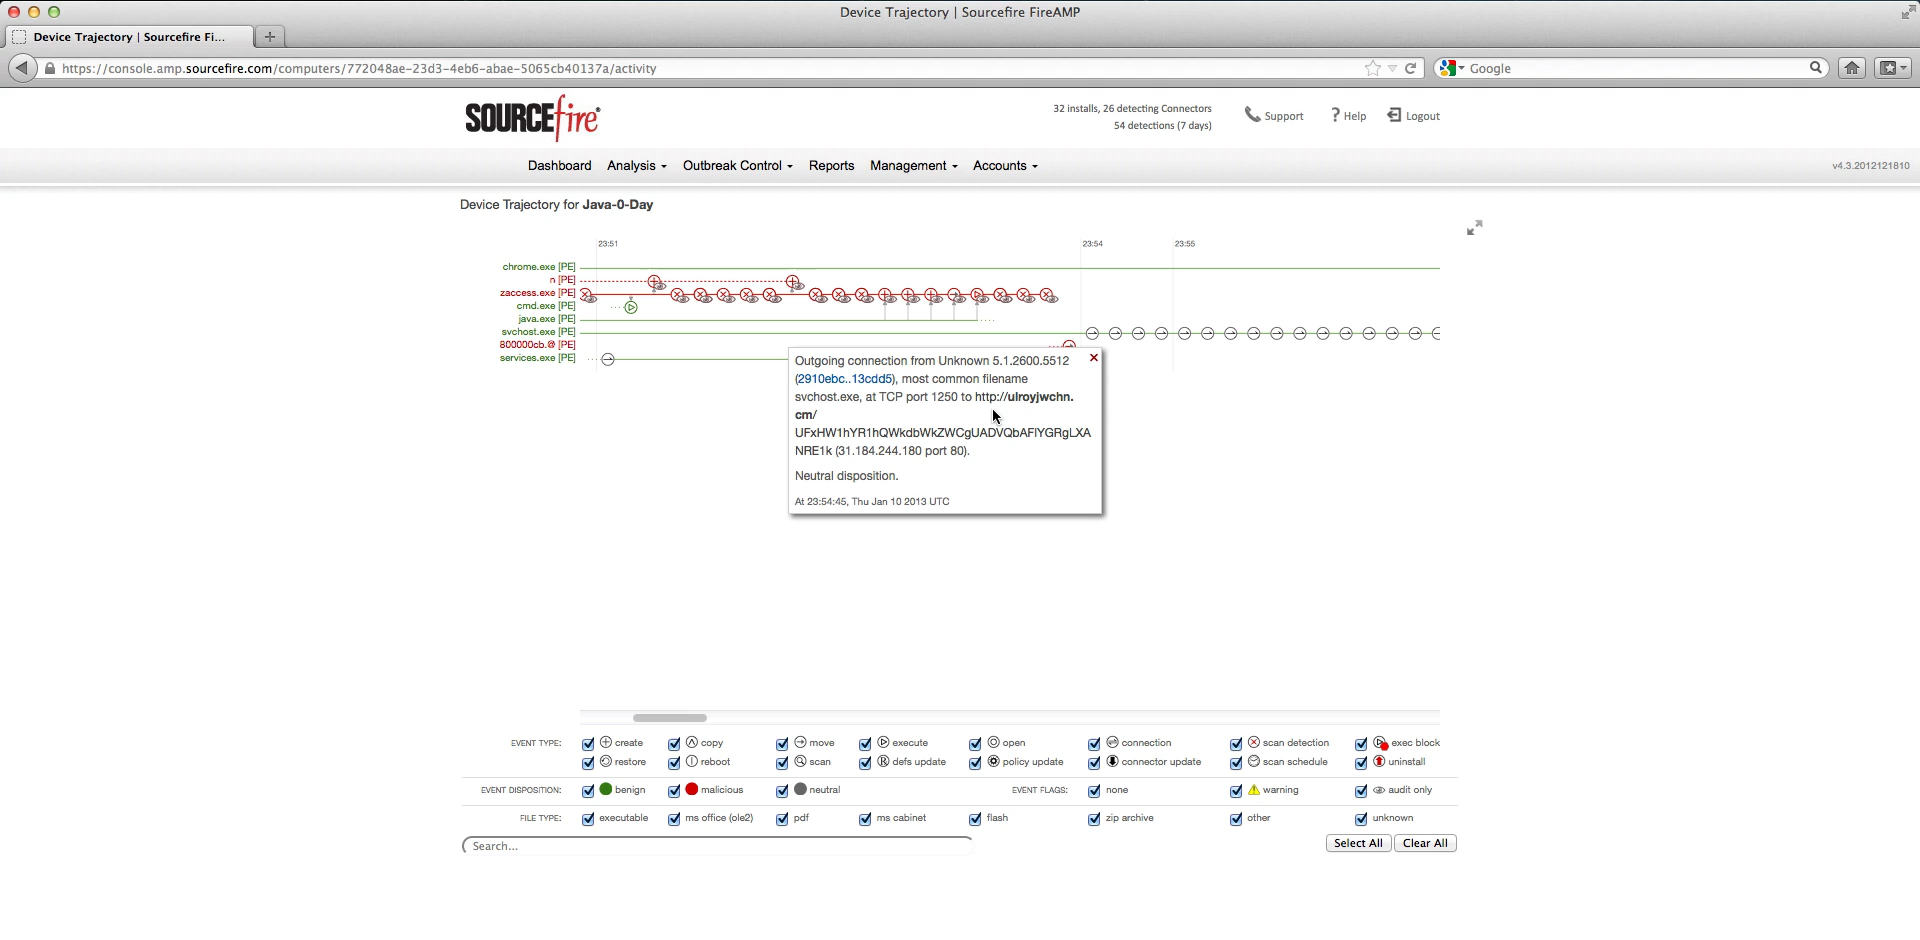 Device Trajectory | Sourcefire FireAMP
Device Trajectory | Sourcefire Fi...
https://console.amp.sourcefire.com/computers/772048ae-23d3-4eb6-abae-5065cb40137a/activity
Google
SOURCEfire
32 installs, 26 detecting Connectors
54 detections (7 days)
Support
? Help
Logout
Dashboard Analysis Outbreak Control Reports Management Accounts
v4.3.2012121810
Device Trajectory for Java-0-Day
23:51 23:54 23:55
chrome.exe [PE]
n [PE]
zaccess.exe [PE]
cmd.exe [PE]
java.exe [PE]
svchost.exe [PE]
800000cb.@ [PE]
services.exe [PE]
Outgoing connection from Unknown 5.1.2600.5512
(2910ebc..13cdd5), most common filename
svchost.exe, at TCP port 1250 to http://ulroyjwchn.
cm/
UFxHW1hYR1hQWkdbWkZWCgUADVQbAFlYGRgLXA
NRE1k (31.184.244.180 port 80).
Neutral disposition.
At 23:54:45, Thu Jan 10 2013 UTC
EVENT TYPE: create copy move execute open connection scan detection exec block
restore reboot scan defs update policy update connector update scan schedule uninstall
EVENT DISPOSITION: benign malicious neutral EVENT FLAGS: none warning audit only
FILE TYPE: executable ms office (ole2) pdf ms cabinet flash zip archive other unknown
Search...
Select All Clear All